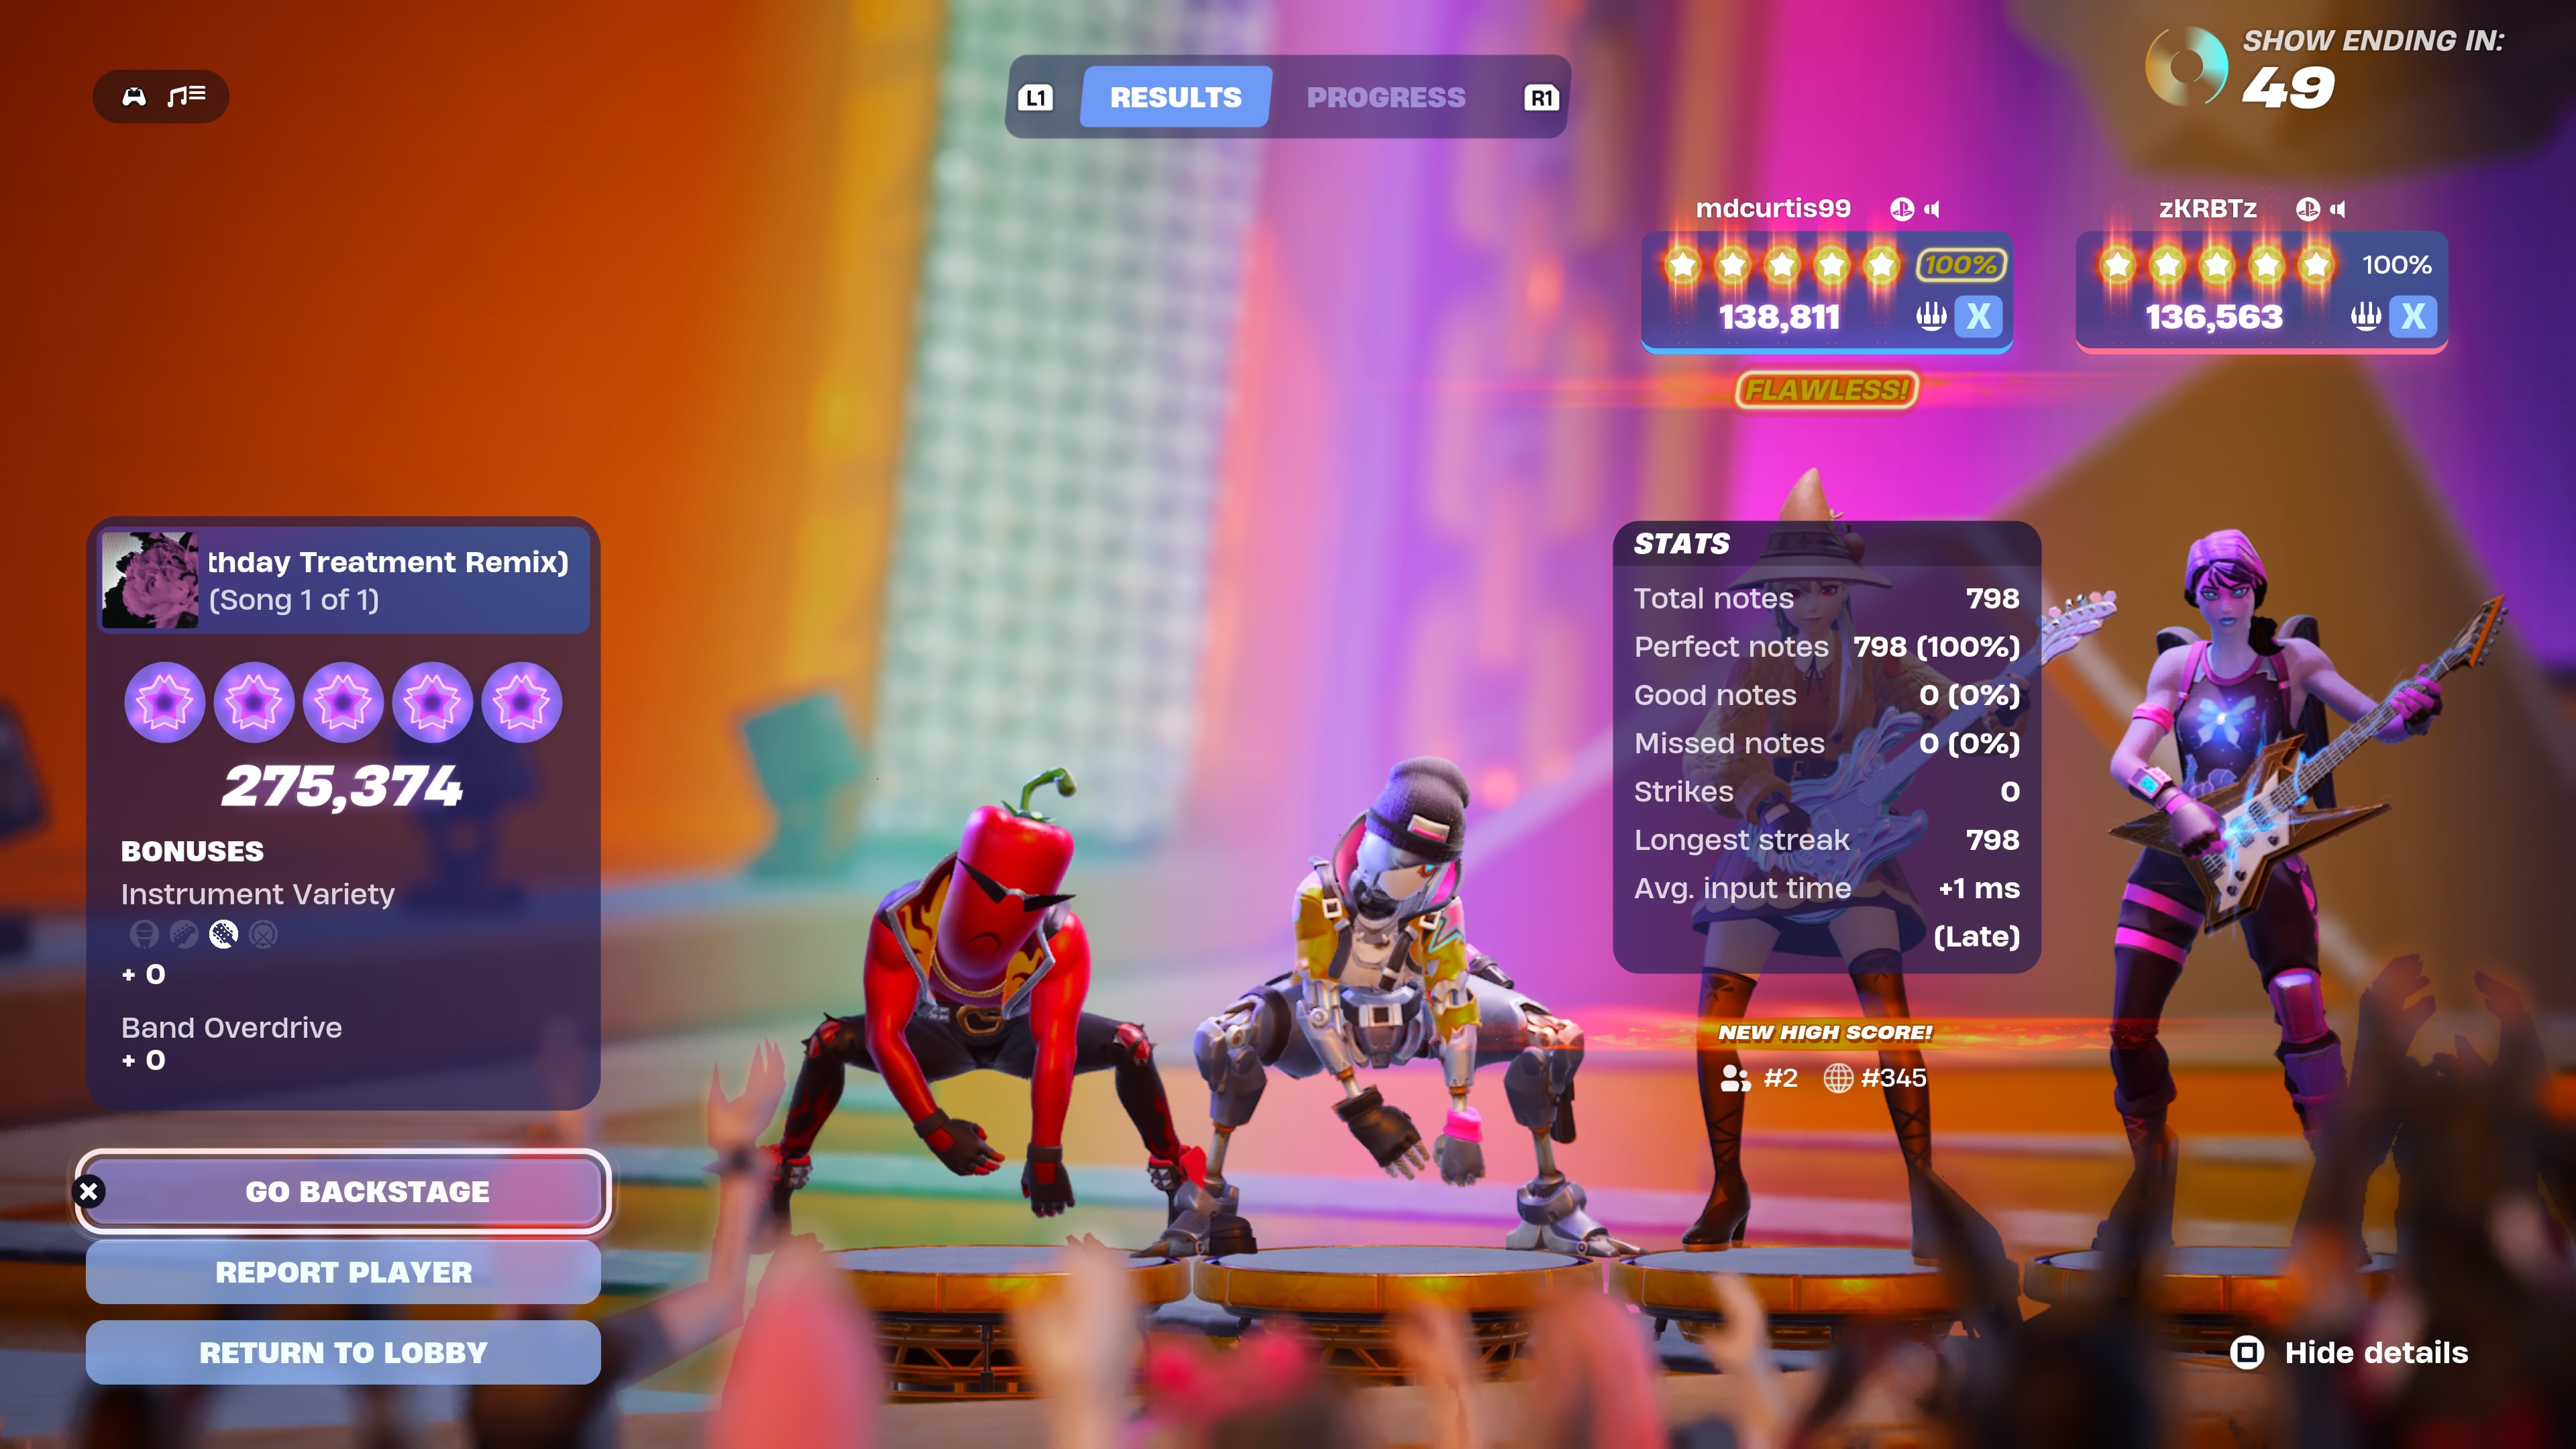 L1
RESULTS
PROGRESS
R1
SHOW ENDING IN:
49
mdcurtis99
100%
138,811
X
FLAWLESS!
zKRBTz
100%
136,563
X
thday Treatment Remix)
(Song 1 of 1)
275,374
BONUSES
Instrument Variety
+ 0
Band Overdrive
+ 0
GO BACKSTAGE
REPORT PLAYER
RETURN TO LOBBY
STATS
Total notes 798
Perfect notes 798 (100%)
Good notes 0 (0%)
Missed notes 0 (0%)
Strikes 0
Longest streak 798
Avg. input time +1 ms
(Late)
NEW HIGH SCORE!
#2 #345
Hide details